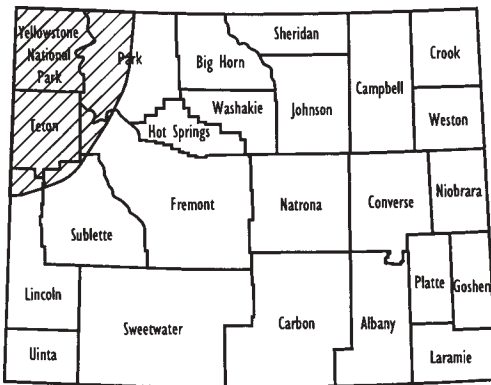 Yellowstone
National
Park
Park
Big Horn
Sheridan
Campbell
Crook
Teton
Washakie
Hot Springs
Johnson
Weston
Sublette
Fremont
Natrona
Converse
Niobrara
Lincoln
Sweetwater
Carbon
Albany
Platte
Goshen
Uinta
Laramie